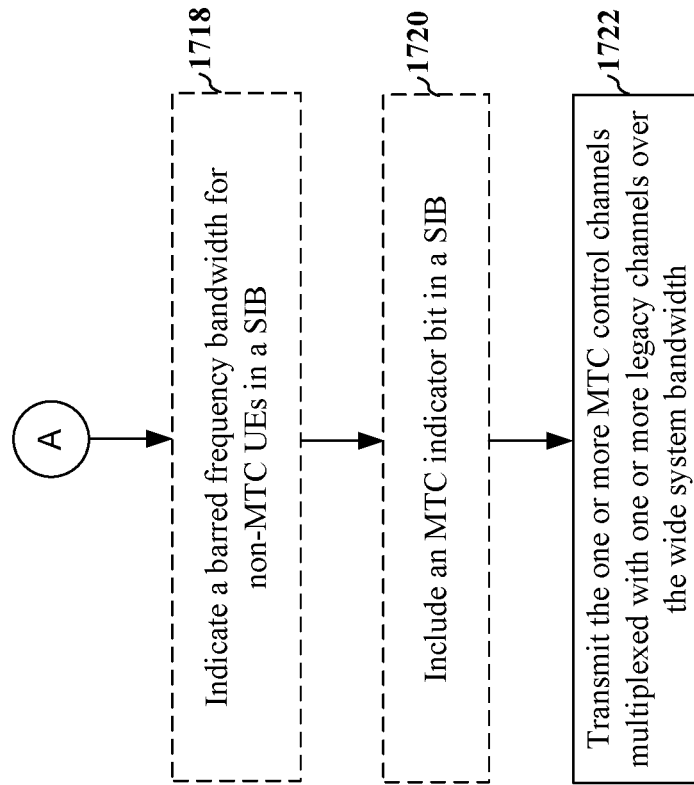 A
1718
Indicate a barred frequency bandwidth for
non-MTC UEs in a SIB
1720
Include an MTC indicator bit in a SIB
1722
Transmit the one or more MTC control channels
multiplexed with one or more legacy channels over
the wide system bandwidth